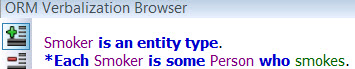 ORM Verbalization Browser
Smoker is an entity type.
*Each Smoker is some Person who smokes.